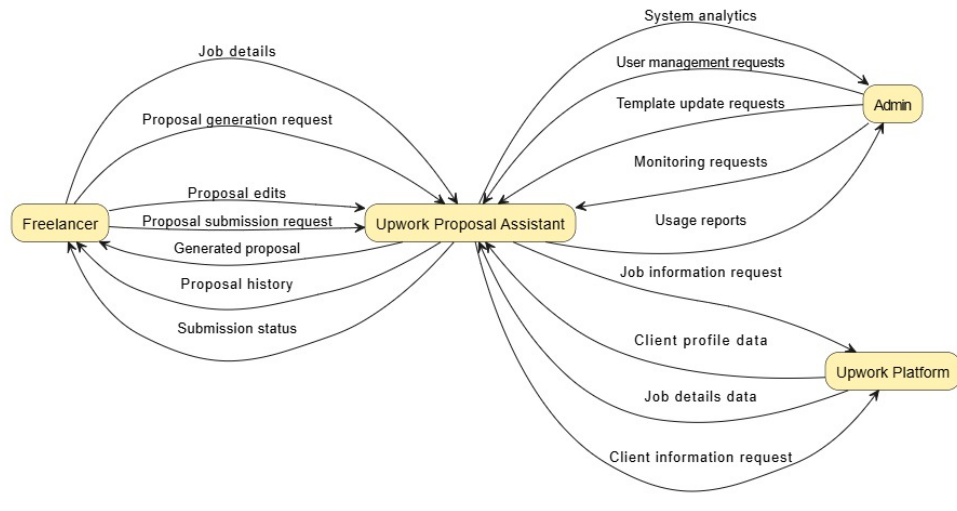 System analytics
Job details
User management requests
Template update requests
Admin
Proposal generation request
Monitoring requests
Proposal edits
Freelancer
Proposal submission request
Upwork Proposal Assistant
Usage reports
Generated proposal
Job information request
Proposal history
Submission status
Client profile data
Upwork Platform
Job details data
Client information request